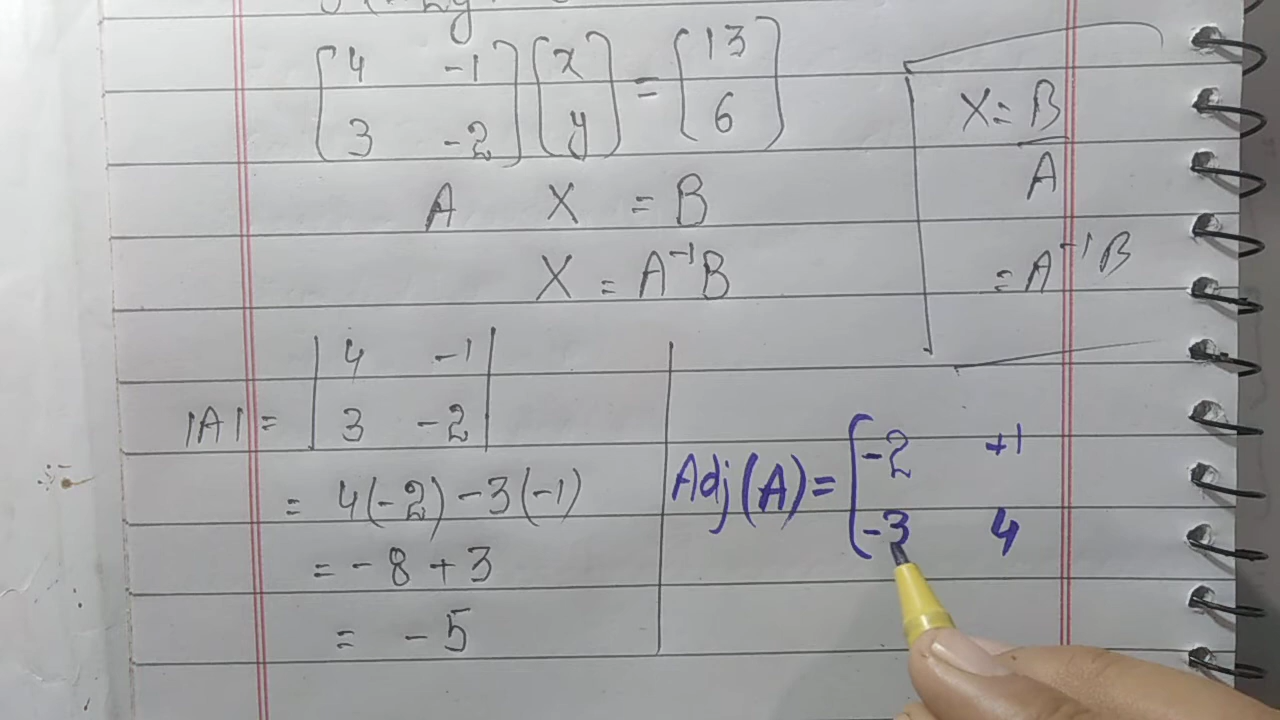 [4 -1] [x] = [13]
[3 -2] [y] [6]
A X = B
X = A⁻¹B
X = B
A
= A⁻¹B
|A| = |4 -1|
|3 -2|
= 4(-2) -3(-1)
= -8 + 3
= -5
Adj(A) = [-2 +1
-3 4